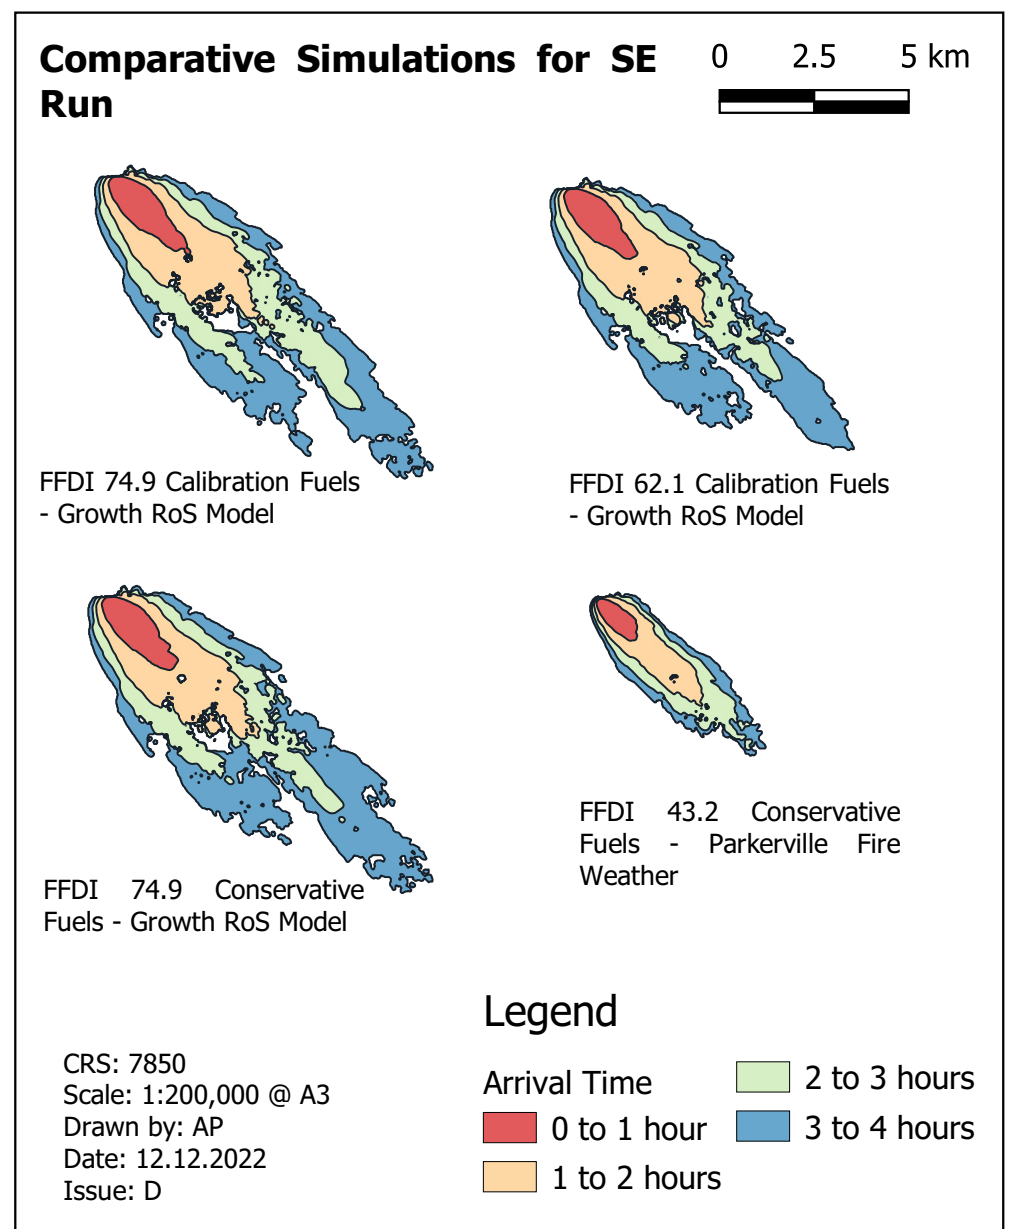 Comparative Simulations for SE
Run
0 2.5 5 km
FFDI 74.9 Calibration Fuels
- Growth RoS Model
FFDI 62.1 Calibration Fuels
- Growth RoS Model
FFDI 74.9 Conservative
Fuels - Growth RoS Model
FFDI 43.2 Conservative
Fuels - Parkerville Fire
Weather
CRS: 7850
Scale: 1:200,000 @ A3
Drawn by: AP
Date: 12.12.2022
Issue: D
Legend
Arrival Time
0 to 1 hour
1 to 2 hours
2 to 3 hours
3 to 4 hours